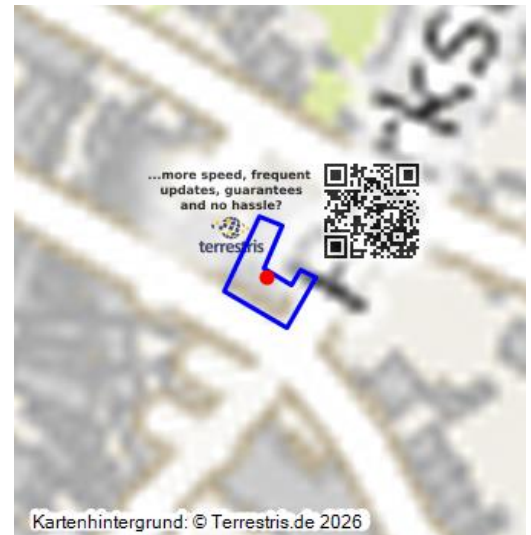 ...more speed, frequent
updates, guarantees
and no hassle?
terrestris
Kartenhintergrund: © Terrestris.de 2026